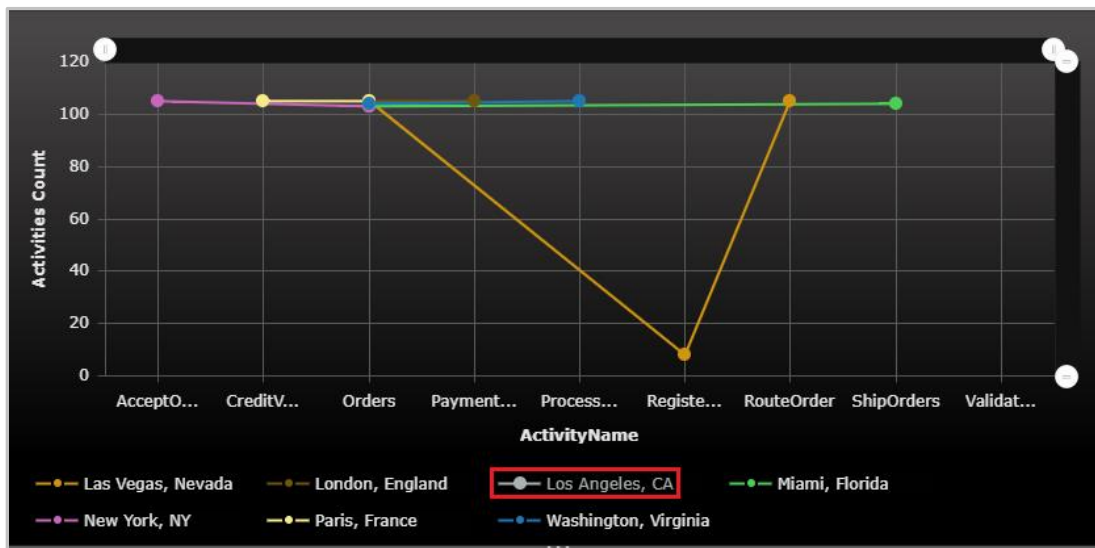 120
100
80
60
40
20
0
Activities Count
AcceptO... CreditV... Orders Payment... Process... Registe... RouteOrder ShipOrders Validat...
ActivityName
Las Vegas, Nevada London, England Los Angeles, CA Miami, Florida
New York, NY Paris, France Washington, Virginia